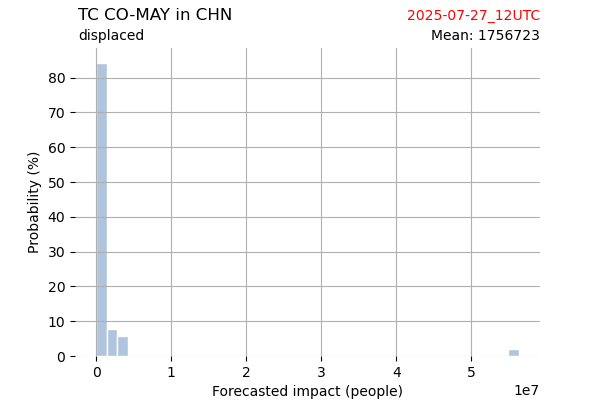 TC CO-MAY in CHN
2025-07-27_12UTC
displaced
Mean: 1756723
80
70
60
50
40
30
20
10
0
Probability (%)
0 1 2 3 4 5
1e7
Forecasted impact (people)